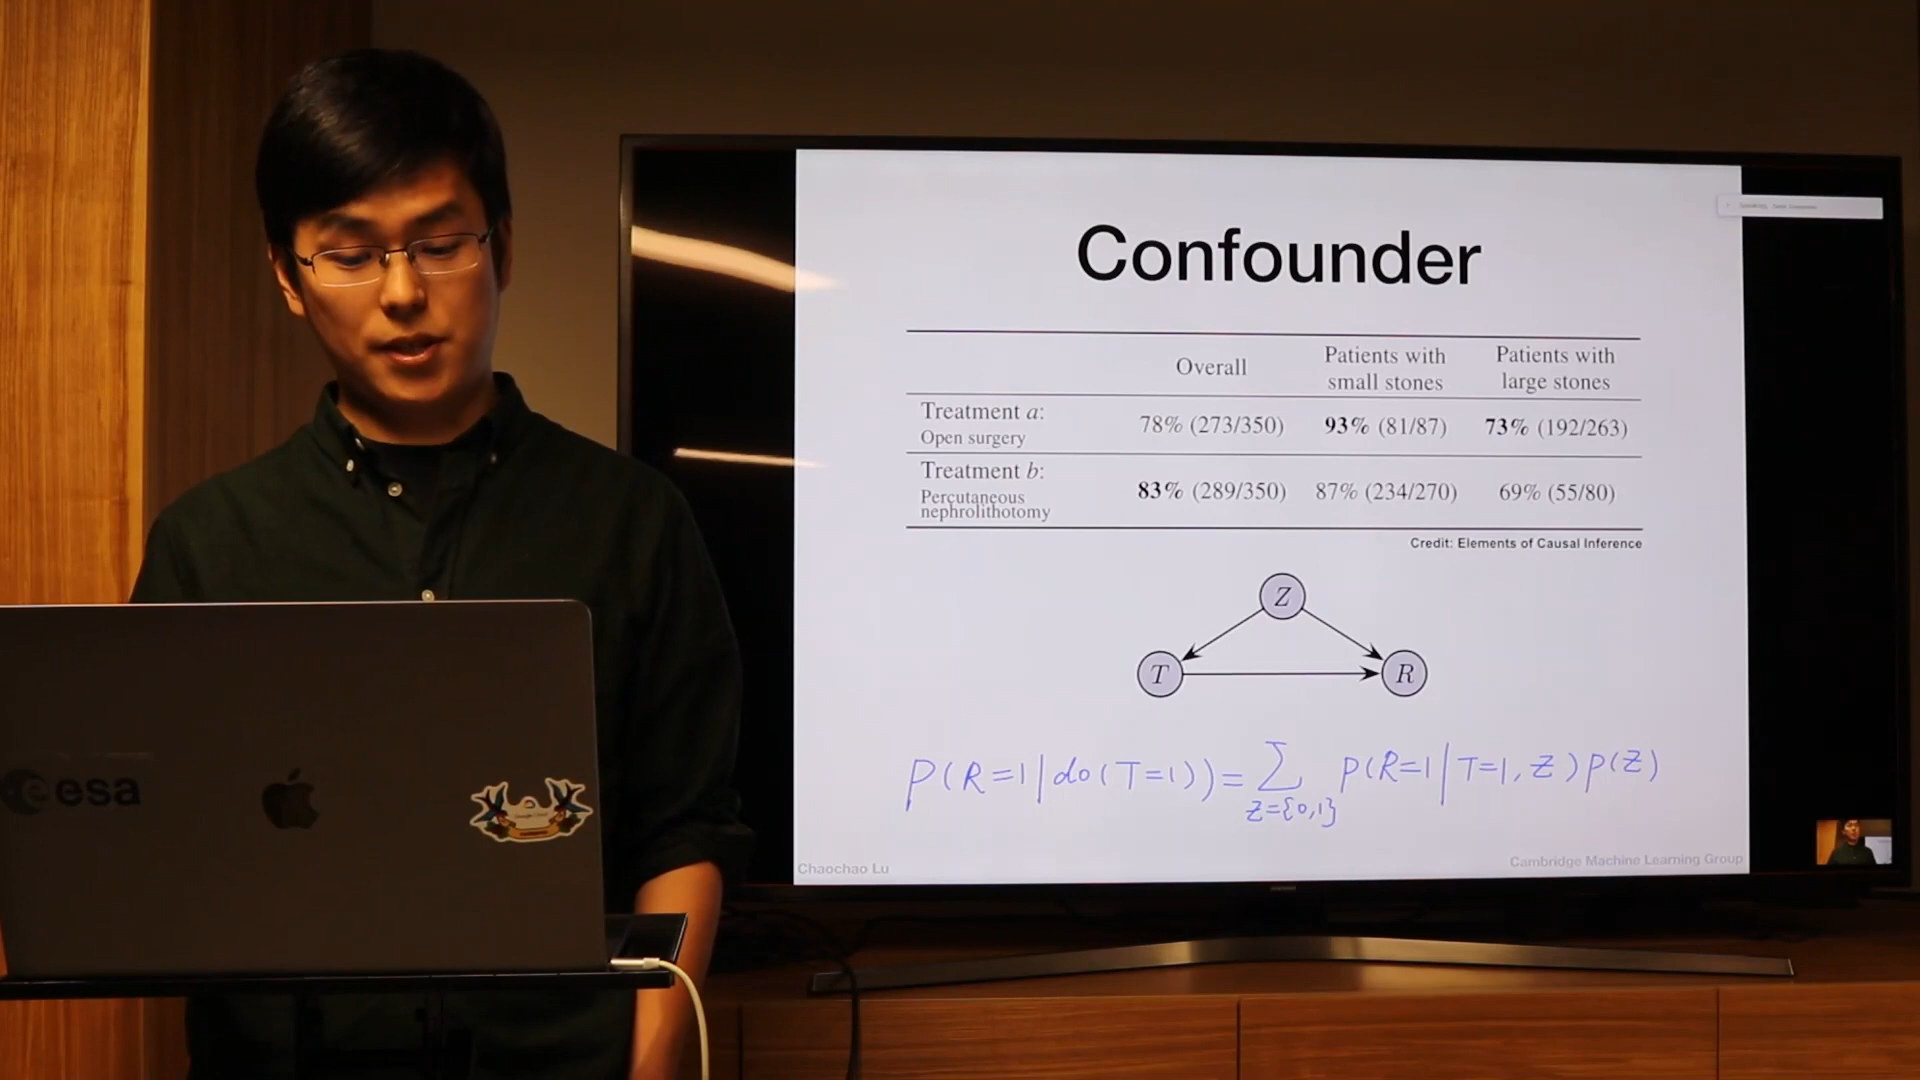 Confounder
Overall
Patients with
small stones
Patients with
large stones
Treatment a:
Open surgery
78% (273/350)
93% (81/87)
73% (192/263)
Treatment b:
Percutaneous
nephrolithotomy
83% (289/350)
87% (234/270)
69% (55/80)
Credit: Elements of Causal Inference
Z
T
R
P(R=1|do(T=1))=∑ P(R=1|T=1,Z)P(Z)
Z={0,1}
Chaochao Lu
Cambridge Machine Learning Group
esa